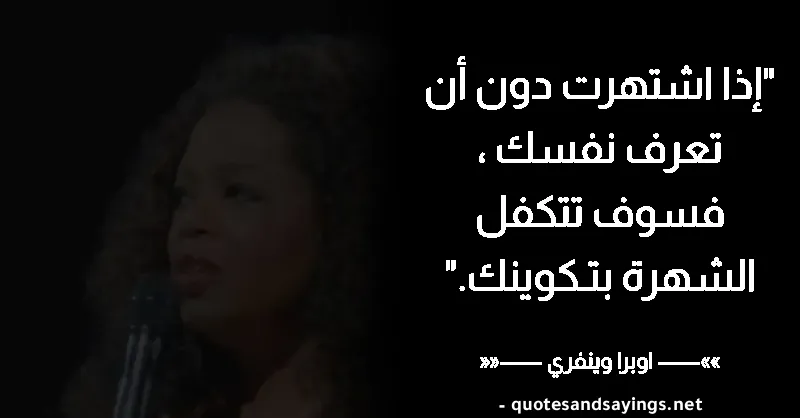 "إذا اشتهرت دون أن
تعرف نفسك ،
فسوف تتكفل
الشهرة بتكوينك."
»»—— اوبرا وينفري ——««
- quotesandsayings.net